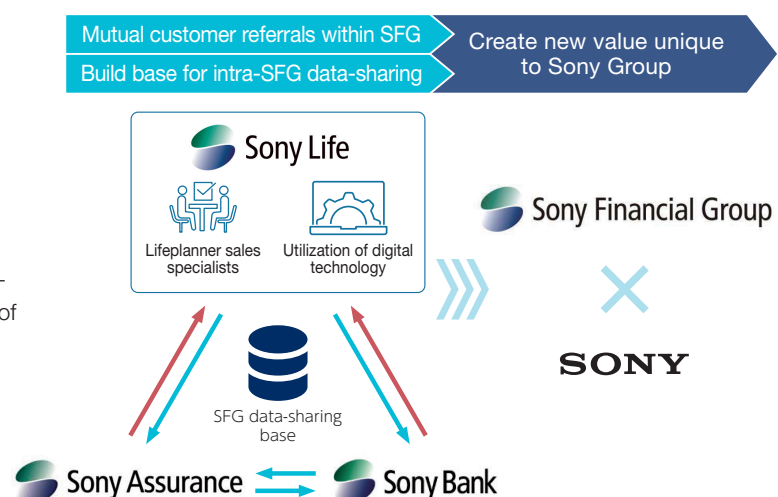 Mutual customer referrals within SFG
Build base for intra-SFG data-sharing
Create new value unique
to Sony Group
Sony Life
Lifeplanner sales
specialists
Utilization of digital
technology
Sony Financial Group
-
of
SONY
SFG data-sharing
base
Sony Assurance
Sony Bank